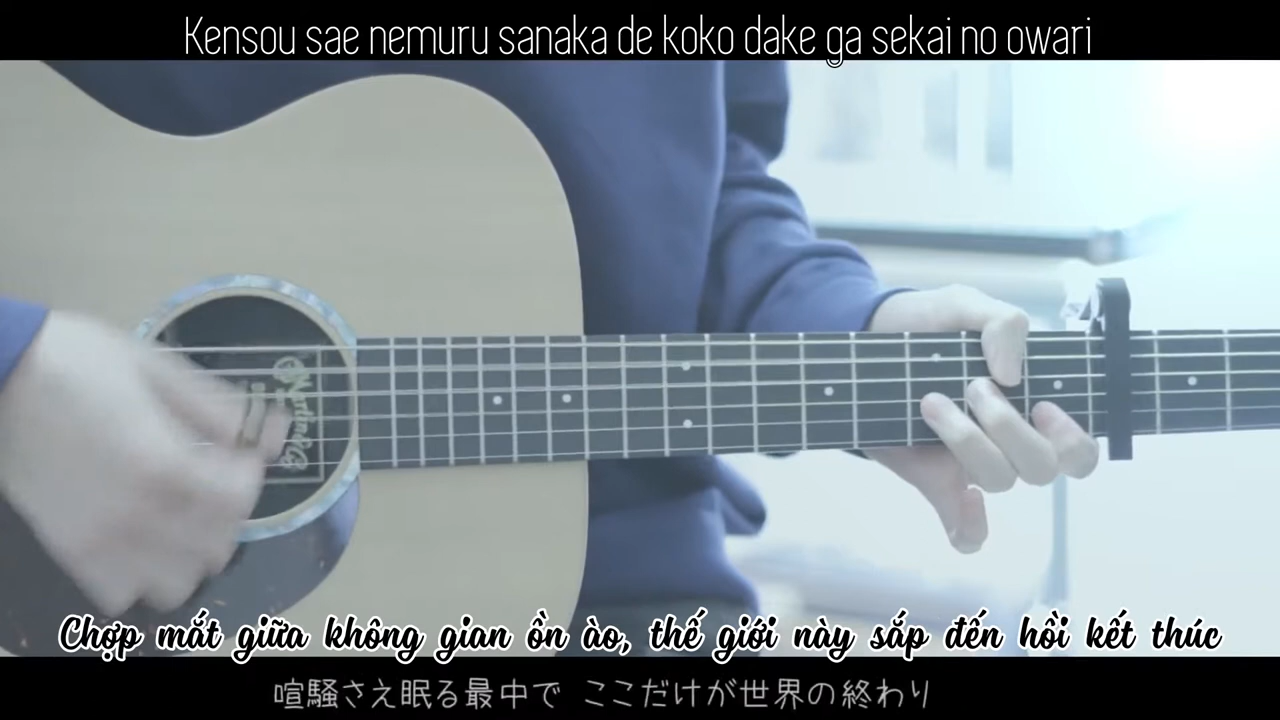 Kensou sae nemuru sanaka de koko dake ga sekai no owari
Martin & Co
Chợp mắt giữa không gian ồn ào, thế giới này sắp đến hồi kết thúc
喧騒さえ眠る最中で ここだけが世界の終わり